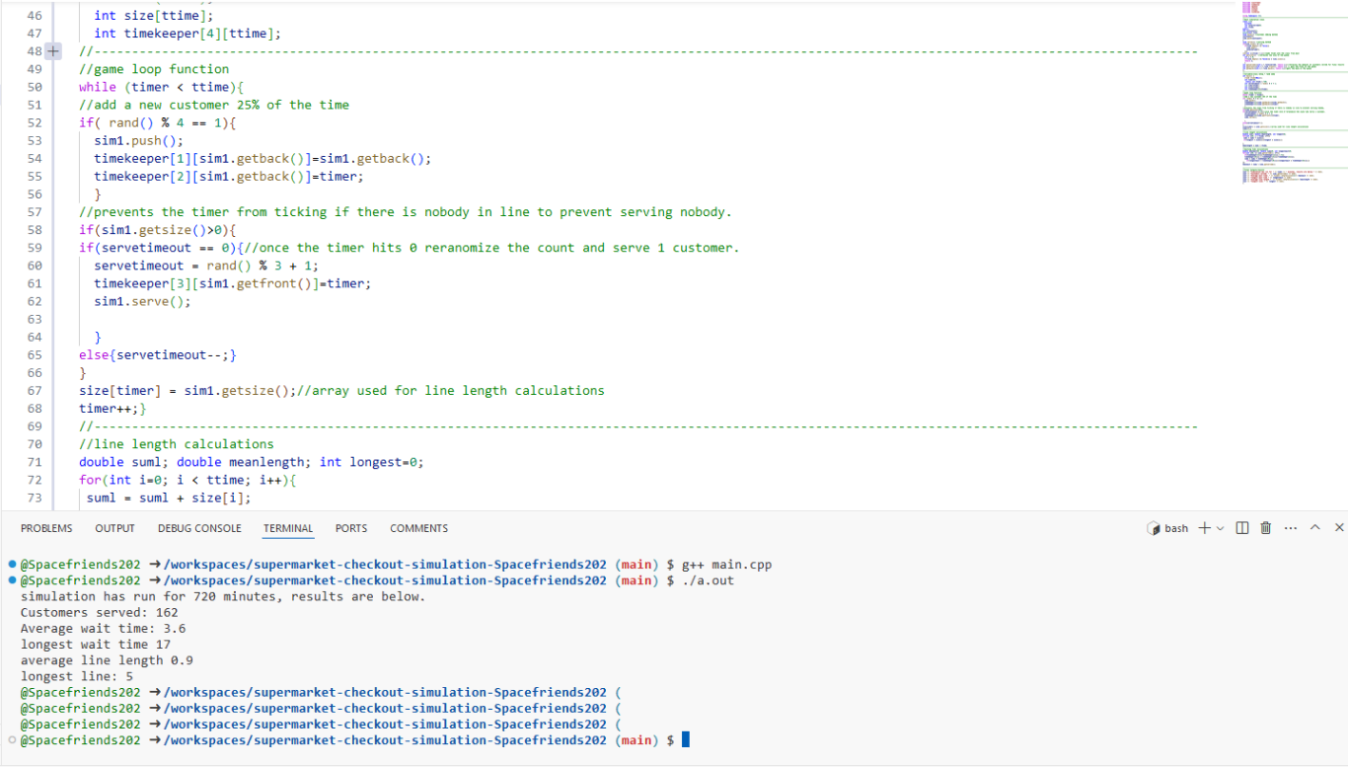 46 int size[ttime];
47 int timekeeper[4][ttime];
48 //------------------------------------------------------------------------------------------------------------------------------------------
49 //game loop function
50 while (timer < ttime){
51 //add a new customer 25% of the time
52 if( rand() % 4 == 1){
53 sim1.push();
54 timekeeper[1][sim1.getback()]=sim1.getback();
55 timekeeper[2][sim1.getback()]=timer;
56 }
57 //prevents the timer from ticking if there is nobody in line to prevent serving nobody.
58 if(sim1.getsize()>0){
59 if(servetimeout == 0){//once the timer hits 0 reranomize the count and serve 1 customer.
60 servetimeout = rand() % 3 + 1;
61 timekeeper[3][sim1.getfront()]=timer;
62 sim1.serve();
63
64 }
65 else{servetimeout--;}
66 }
67 size[timer] = sim1.getsize();//array used for line length calculations
68 timer++;}
69 //------------------------------------------------------------------------------------------------------------------------------------------
70 //line length calculations
71 double suml; double meanlength; int longest=0;
72 for(int i=0; i < ttime; i++){
73 suml = suml + size[i];
PROBLEMS OUTPUT DEBUG CONSOLE TERMINAL PORTS COMMENTS bash
@Spacefriends202 →/workspaces/supermarket-checkout-simulation-Spacefriends202 (main) $ g++ main.cpp
@Spacefriends202 →/workspaces/supermarket-checkout-simulation-Spacefriends202 (main) $ ./a.out
simulation has run for 720 minutes, results are below.
Customers served: 162
Average wait time: 3.6
longest wait time 17
average line length 0.9
longest line: 5
@Spacefriends202 →/workspaces/supermarket-checkout-simulation-Spacefriends202 (
@Spacefriends202 →/workspaces/supermarket-checkout-simulation-Spacefriends202 (
@Spacefriends202 →/workspaces/supermarket-checkout-simulation-Spacefriends202 (
@Spacefriends202 →/workspaces/supermarket-checkout-simulation-Spacefriends202 (main) $